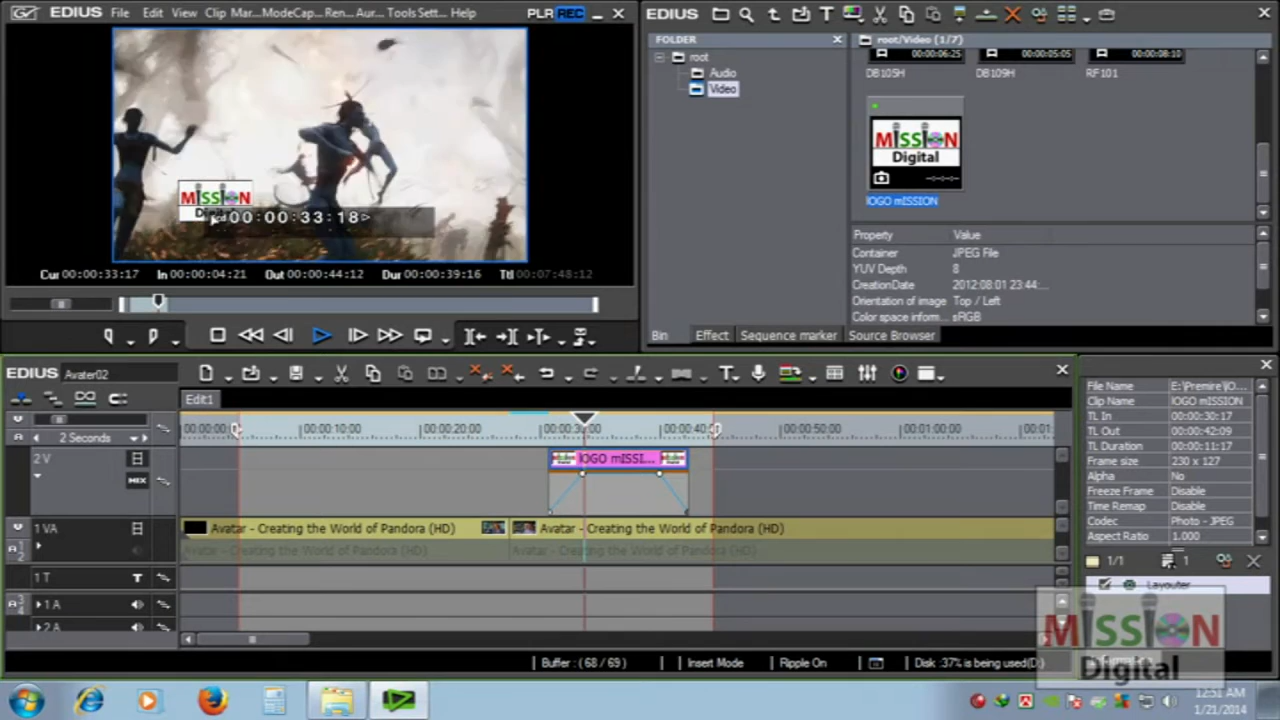 File Edit View Clip Mar... Mode Cap... Ren... Aur... Tools Sett... Help
PLR REC
MISSION
00:00:33:18
Cur 00:00:33:17 In 00:00:04:21 Out 00:00:44:12 Dur 00:00:39:16 Ttl 00:07:48:12
EDIUS
FOLDER
root
Audio
Video
root/Video (1/7)
00:00:06:25 00:00:05:05 00:00:08:10
DB105H DB109H RF101
MISSION
Digital
lOGO mISSION
Property Value
Container JPEG File
YUV Depth 8
CreationDate 2012:08:01 23:44:...
Orientation of image Top / Left
Color space inform... sRGB
Bin Effect Sequence marker Source Browser
EDIUS Avater02
Edit1
2 Seconds
00:00:00 00:00:10:00 00:00:20:00 00:00:30:00 00:00:40: 00:00:50:00 00:01:00:00 00:01:
2 V
MIX
lOGO mISSI...
1 VA
Avatar - Creating the World of Pandora (HD) Avatar - Creating the World of Pandora (HD)
Avatar - Creating the World of Pandora (HD) Avatar - Creating the World of Pandora (HD)
1 T T
1 A
2 A
File Name E:\Premire\lO...
Clip Name lOGO mISSION
TL In 00:00:30:17
TL Out 00:00:42:09
TL Duration 00:00:11:17
Frame size 230 x 127
Alpha No
Freeze Frame Disable
Time Remap Disable
Codec Photo - JPEG
Aspect Ratio 1.000
1/1 1
Layouter
MISSION
Digital
Buffer : ( 68 / 69 ) Insert Mode Ripple On Disk :37% is being used(D:)
12:51 AM
1/21/2014